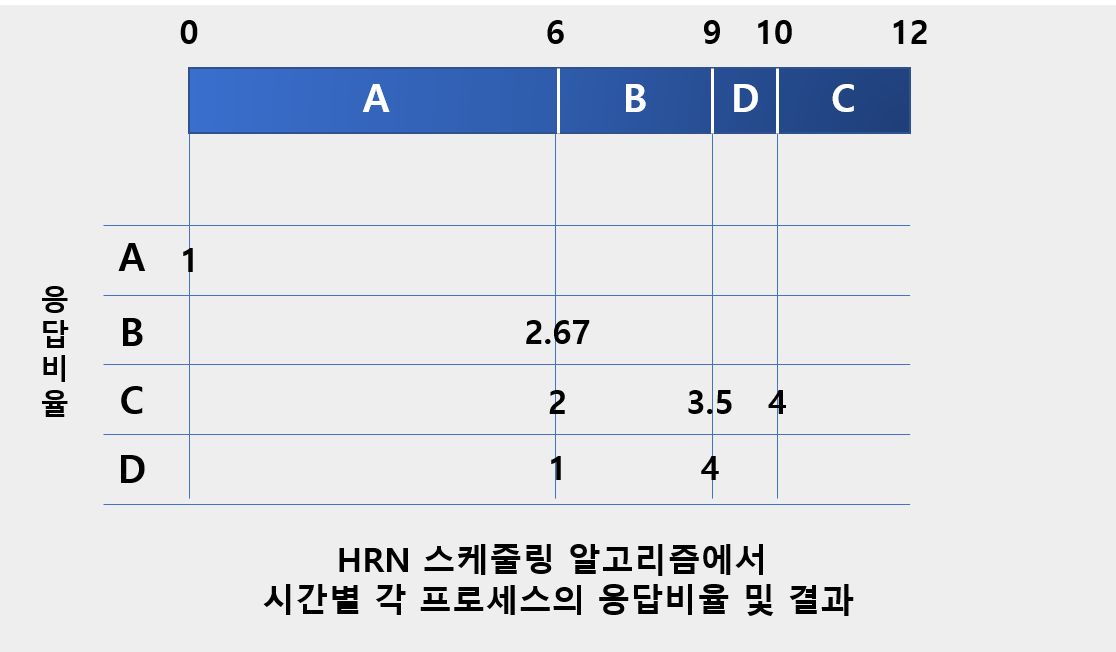 0 6 9 10 12
A B D C
응답비율
A 1
B 2.67
C 2 3.5 4
D 1 4
HRN 스케줄링 알고리즘에서
시간별 각 프로세스의 응답비율 및 결과